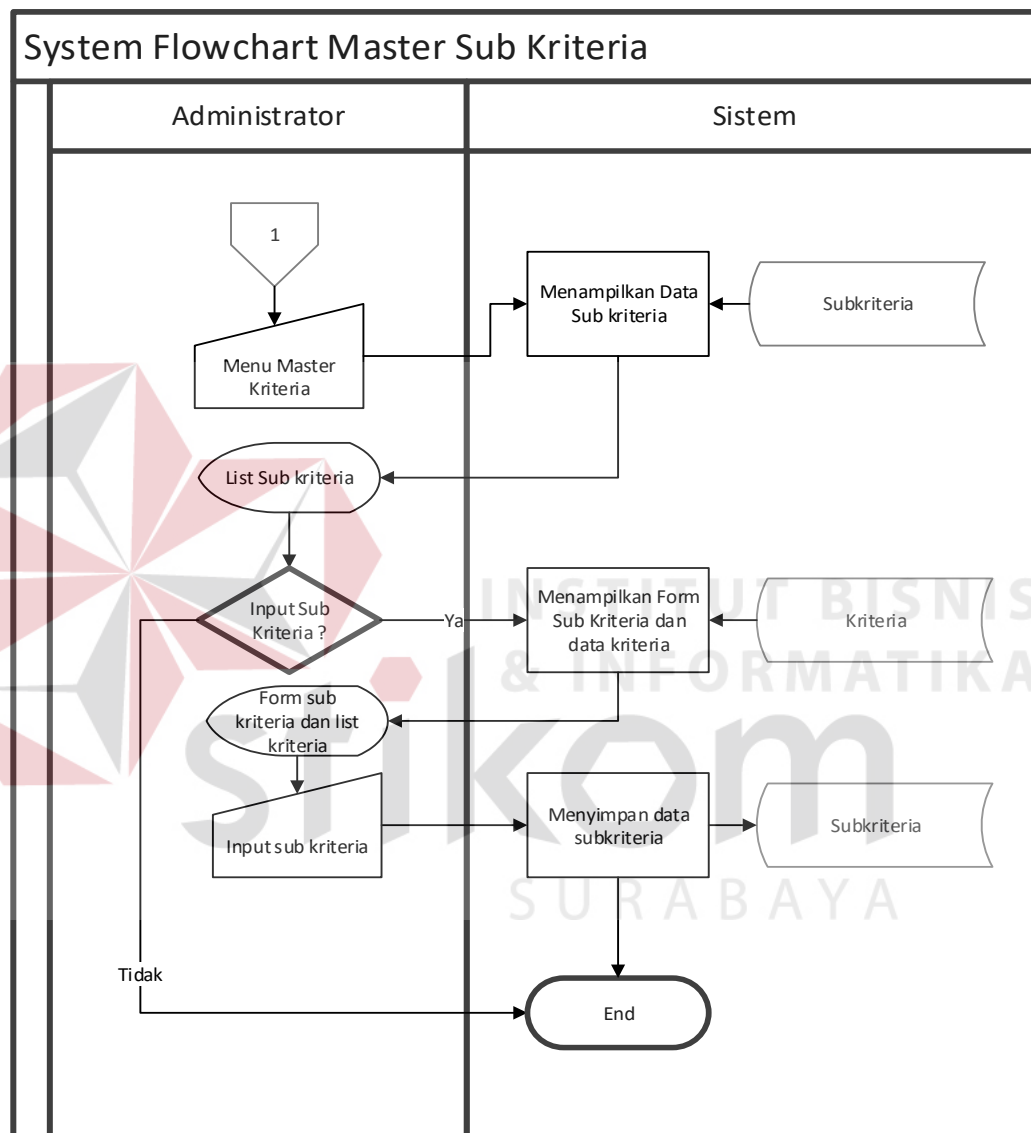 System Flowchart Master Sub Kriteria
Administrator
Sistem
1
Menampilkan Data
Sub kriteria
Subkriteria
Menu Master
Kriteria
List Sub kriteria
Input Sub
Kriteria ?
Ya
Menampilkan Form
Sub Kriteria dan
data kriteria
Kriteria
Form sub
kriteria dan list
kriteria
Input sub kriteria
Menyimpan data
subkriteria
Subkriteria
Tidak
End
INSTITUT BISNIS
& INFORMATIKA
stikom
SURABAYA